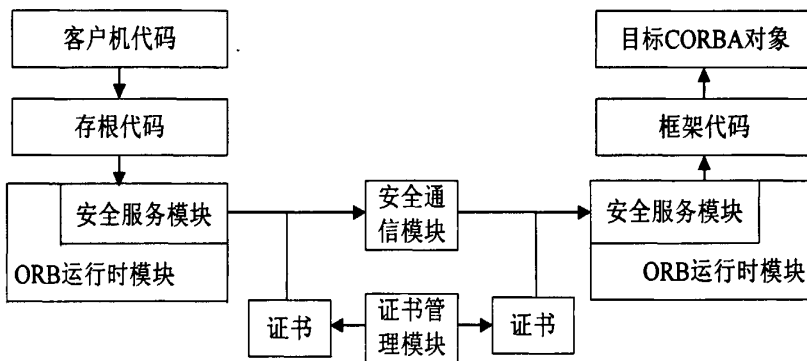 客户机代码
目标CORBA对象
存根代码
框架代码
安全服务模块
安全通
信模块
安全服务模块
ORB运行时模块
ORB运行时模块
证书
证书管
理模块
证书